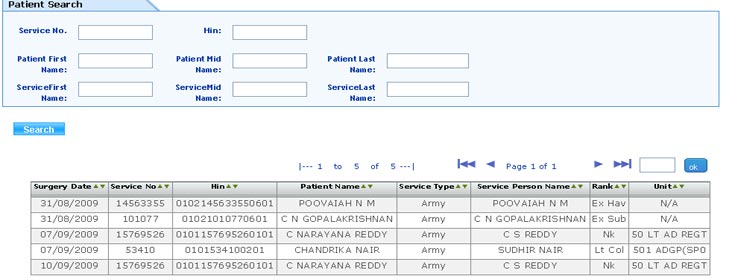 Patient Search
Service No. Hin:
Patient First Name: Patient Mid Name: Patient Last Name:
ServiceFirst Name: ServiceMid Name: ServiceLast Name:
Search
|--- 1 to 5 of 5 ---| Page 1 of 1 ok
Surgery Date Service No Hin Patient Name Service Type Service Person Name Rank Unit
31/08/2009 14563355 0102145633550601 POOVAIAH N M Army POOVAIAH N M Ex Hav N/A
31/08/2009 101077 01021010770601 C N GOPALAKRISHNAN Army C N GOPALAKRISHNAN Ex Sub N/A
07/09/2009 15769526 0101157695260101 C NARAYANA REDDY Army C S REDDY Nk 50 LT AD REGT
07/09/2009 53410 0101534100201 CHANDRIKA NAIR Army SUDHIR NAIR Lt Col 501 ADGP(SP0
10/09/2009 15769526 0101157695260101 C NARAYANA REDDY Army C S REDDY Nk 50 LT AD REGT